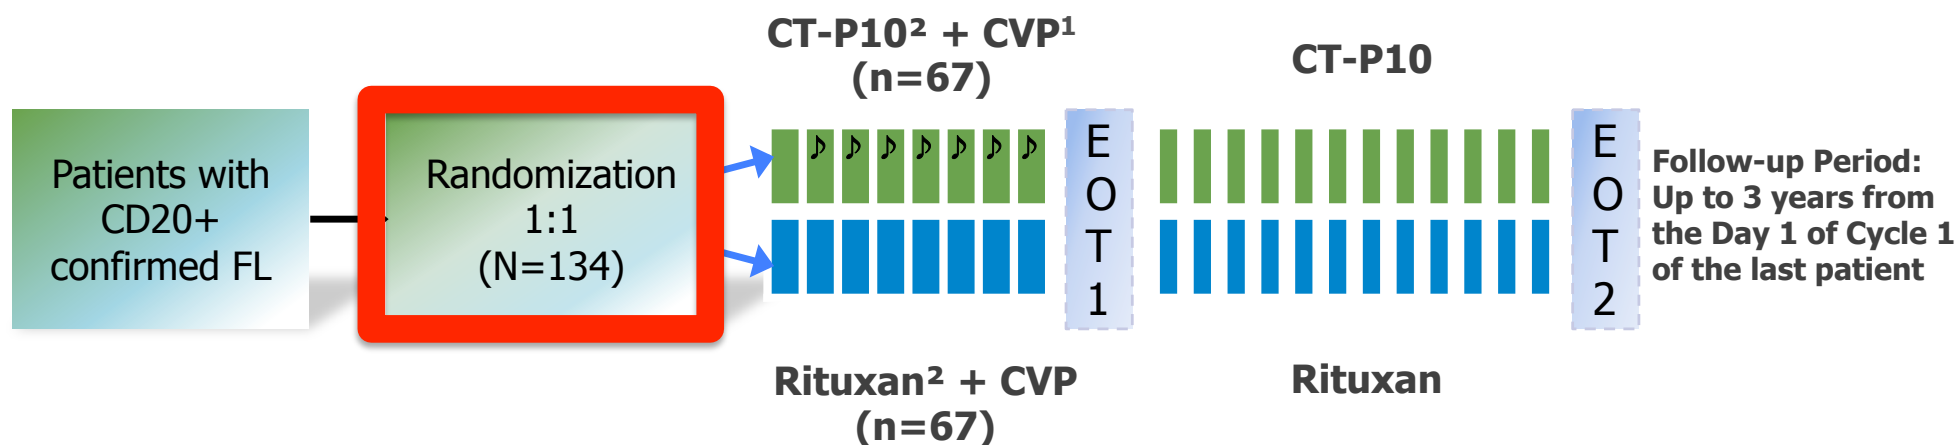 Patients with
CD20+
confirmed FL
Randomization
1:1
(N=134)
CT-P10² + CVP¹
(n=67)
♪ ♪ ♪ ♪ ♪ ♪ ♪
Rituxan² + CVP
(n=67)
E
O
T
1
CT-P10
Rituxan
E
O
T
2
Follow-up Period:
Up to 3 years from
the Day 1 of Cycle 1
of the last patient